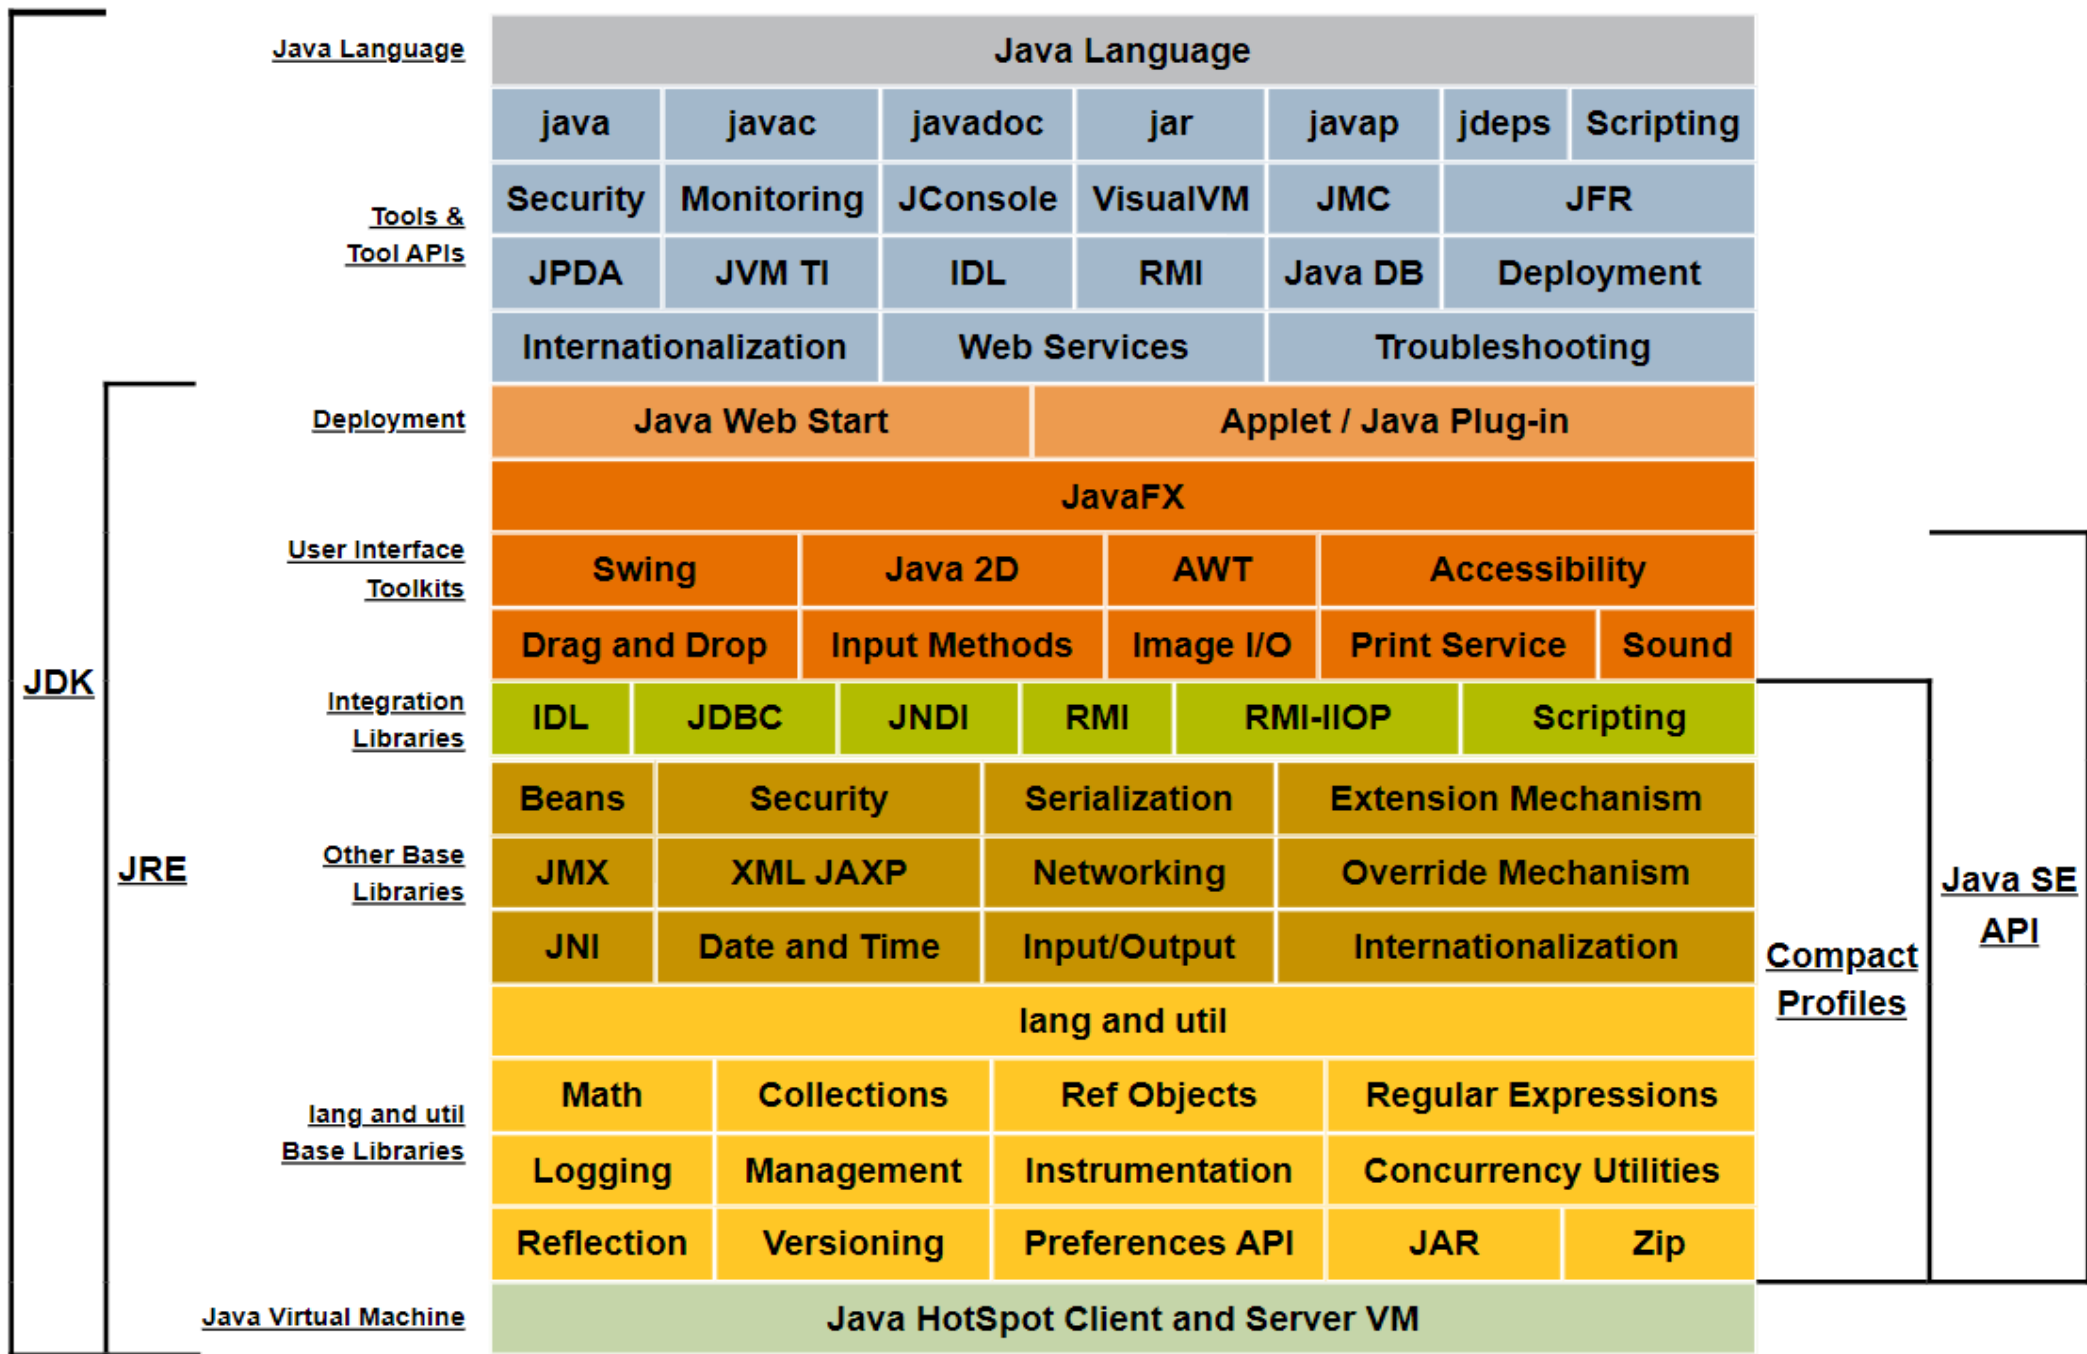 Java Language
Java Language
java javac javadoc jar javap jdeps Scripting
Tools &
Tool APIs
Security Monitoring JConsole VisualVM JMC JFR
JPDA JVM TI IDL RMI Java DB Deployment
Internationalization Web Services Troubleshooting
Deployment
Java Web Start Applet / Java Plug-in
JavaFX
User Interface
Toolkits
Swing Java 2D AWT Accessibility
Drag and Drop Input Methods Image I/O Print Service Sound
JDK
Integration
Libraries
IDL JDBC JNDI RMI RMI-IIOP Scripting
Beans Security Serialization Extension Mechanism
JRE
Other Base
Libraries
JMX XML JAXP Networking Override Mechanism
Java SE
API
JNI Date and Time Input/Output Internationalization
Compact
Profiles
lang and util
lang and util
Base Libraries
Math Collections Ref Objects Regular Expressions
Logging Management Instrumentation Concurrency Utilities
Reflection Versioning Preferences API JAR Zip
Java Virtual Machine
Java HotSpot Client and Server VM